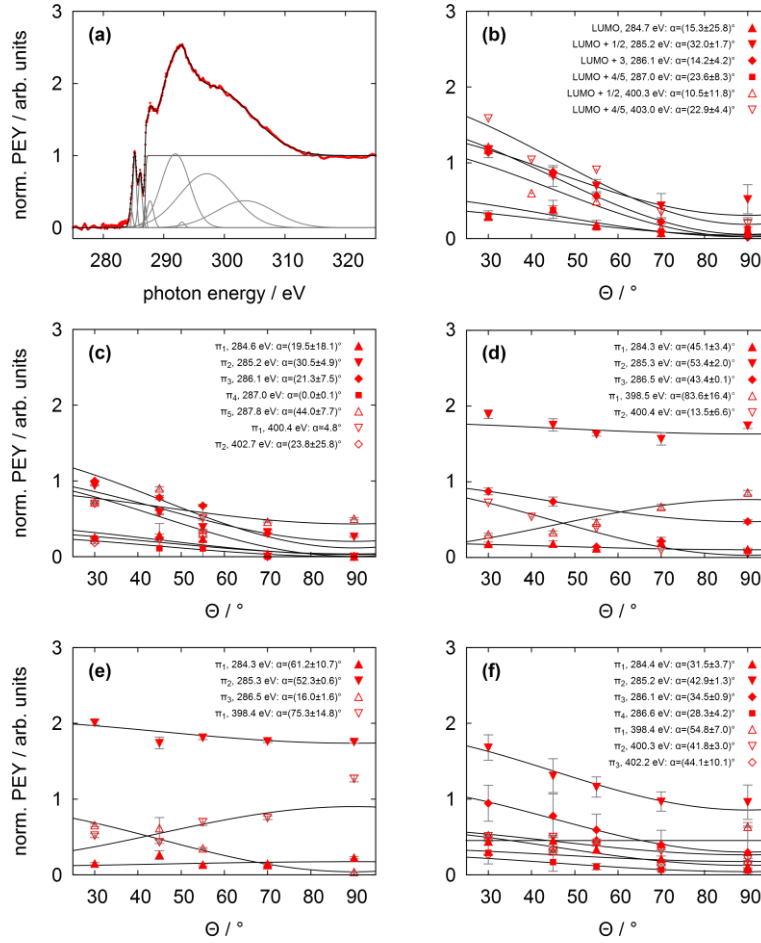 (a)
norm. PEY / arb. units
3
2
1
0
280 290 300 310 320
photon energy / eV
(b)
LUMO, 284.7 eV: α=(15.3±25.8)°
LUMO + 1/2, 285.2 eV: α=(32.0±1.7)°
LUMO + 3, 286.1 eV: α=(14.2±4.2)°
LUMO + 4/5, 287.0 eV: α=(23.6±8.3)°
LUMO + 1/2, 400.3 eV: α=(10.5±11.8)°
LUMO + 4/5, 403.0 eV: α=(22.9±4.4)°
3
2
1
0
30 40 50 60 70 80 90
Θ / °
(c)
π1, 284.6 eV: α=(19.5±18.1)°
π2, 285.2 eV: α=(30.5±4.9)°
π3, 286.1 eV: α=(21.3±7.5)°
π4, 287.0 eV: α=(0.0±0.1)°
π5, 287.8 eV: α=(44.0±7.7)°
π1, 400.4 eV: α=4.8°
π2, 402.7 eV: α=(23.8±25.8)°
norm. PEY / arb. units
3
2
1
0
30 40 50 60 70 80 90
Θ / °
(d)
π1, 284.3 eV: α=(45.1±3.4)°
π2, 285.3 eV: α=(53.4±2.0)°
π3, 286.5 eV: α=(43.4±0.1)°
π1, 398.5 eV: α=(83.6±16.4)°
π2, 400.4 eV: α=(13.5±6.6)°
3
2
1
0
30 40 50 60 70 80 90
Θ / °
(e)
π1, 284.3 eV: α=(61.2±10.7)°
π2, 285.3 eV: α=(52.3±0.6)°
π3, 286.5 eV: α=(16.0±1.6)°
π1, 398.4 eV: α=(75.3±14.8)°
norm. PEY / arb. units
3
2
1
0
30 40 50 60 70 80 90
Θ / °
(f)
π1, 284.4 eV: α=(31.5±3.7)°
π2, 285.2 eV: α=(42.9±1.3)°
π3, 286.1 eV: α=(34.5±0.9)°
π4, 286.6 eV: α=(28.3±4.2)°
π1, 398.4 eV: α=(54.8±7.0)°
π2, 400.3 eV: α=(41.8±3.0)°
π3, 402.2 eV: α=(44.1±10.1)°
3
2
1
0
30 40 50 60 70 80 90
Θ / °